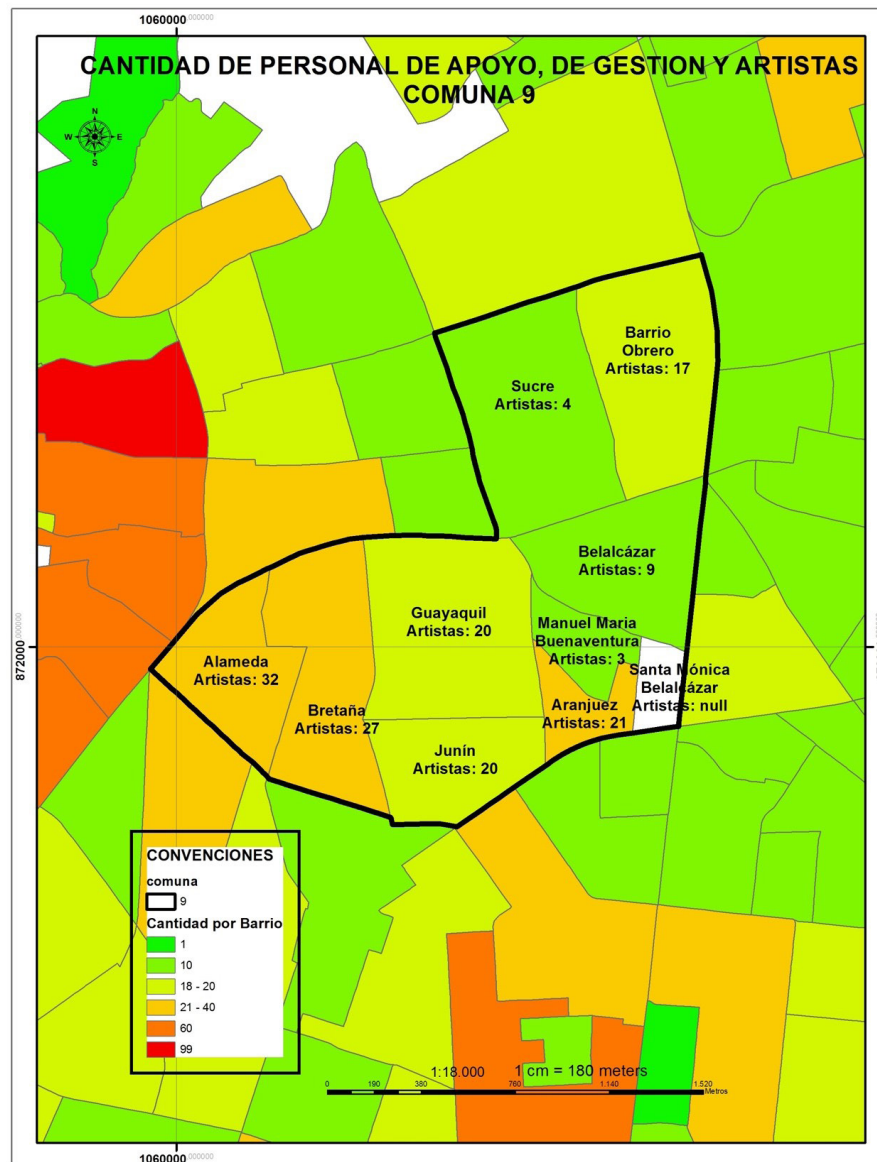 1060000.000000
CANTIDAD DE PERSONAL DE APOYO, DE GESTION Y ARTISTAS
COMUNA 9
N
W E
S
Barrio
Obrero
Artistas: 17
Sucre
Artistas: 4
Belalcázar
Artistas: 9
Guayaquil
Artistas: 20
Manuel Maria
Buenaventura
Artistas: 3
872000.000000
Alameda
Artistas: 32
Santa Mónica
Belalcázar
Artistas: null
Bretaña
Artistas: 27
Aranjuez
Artistas: 21
Junín
Artistas: 20
CONVENCIONES
comuna
9
Cantidad por Barrio
1
10
18 - 20
21 - 40
60
99
1:18.000 1 cm = 180 meters
0 190 380 760 1.140 1.520
Metros
1060000.000000